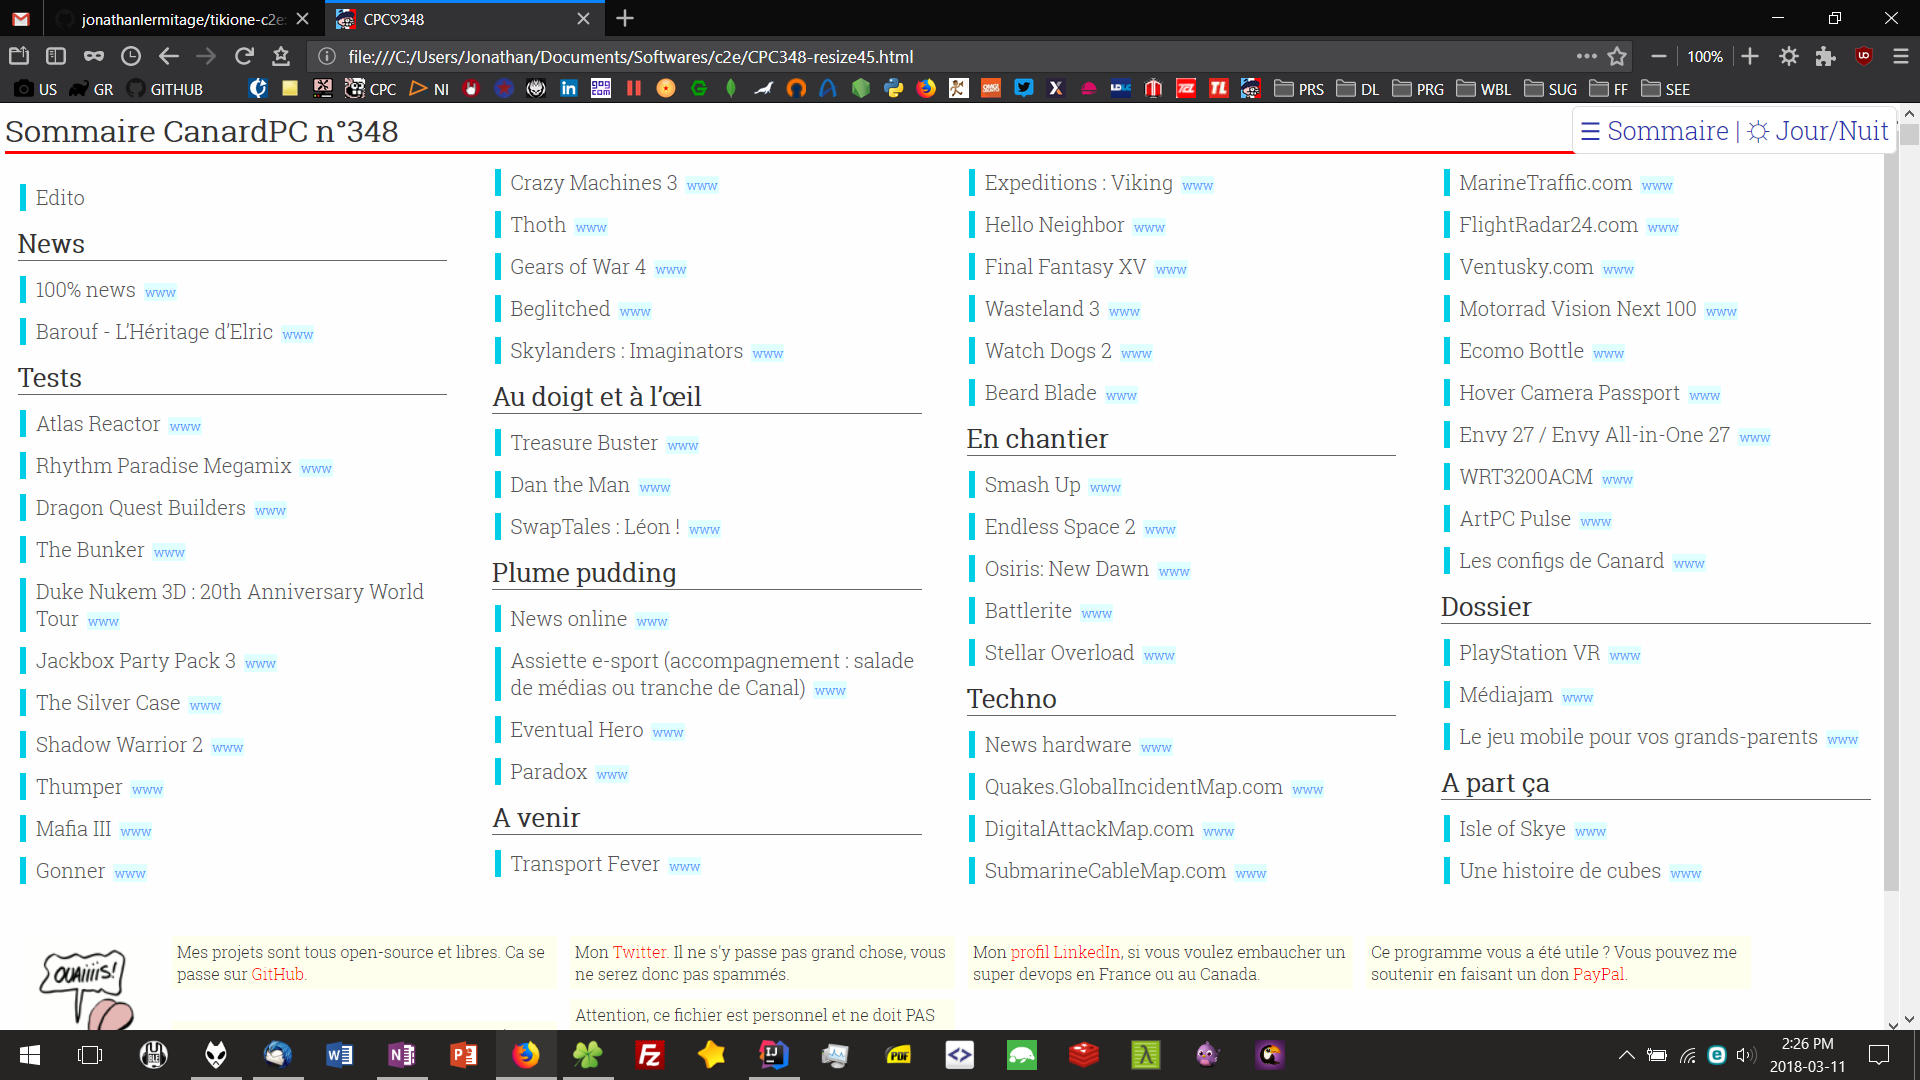 jonathanlermitage/tikione-c2e:
CPC♡348
file:///C:/Users/Jonathan/Documents/Softwares/c2e/CPC348-resize45.html
100%
US
GR
GITHUB
CPC
NI
PRS
DL
PRG
WBL
SUG
FF
SEE
Sommaire CanardPC n°348
☰ Sommaire | ☼ Jour/Nuit
Edito
News
100% news www
Barouf - L'Héritage d'Elric www
Tests
Atlas Reactor www
Rhythm Paradise Megamix www
Dragon Quest Builders www
The Bunker www
Duke Nukem 3D : 20th Anniversary World
Tour www
Jackbox Party Pack 3 www
The Silver Case www
Shadow Warrior 2 www
Thumper www
Mafia III www
Gonner www
Crazy Machines 3 www
Thoth www
Gears of War 4 www
Beglitched www
Skylanders : Imaginators www
Au doigt et à l'œil
Treasure Buster www
Dan the Man www
SwapTales : Léon ! www
Plume pudding
News online www
Assiette e-sport (accompagnement : salade
de médias ou tranche de Canal) www
Eventual Hero www
Paradox www
A venir
Transport Fever www
Expeditions : Viking www
Hello Neighbor www
Final Fantasy XV www
Wasteland 3 www
Watch Dogs 2 www
Beard Blade www
En chantier
Smash Up www
Endless Space 2 www
Osiris: New Dawn www
Battlerite www
Stellar Overload www
Techno
News hardware www
Quakes.GlobalIncidentMap.com www
DigitalAttackMap.com www
SubmarineCableMap.com www
MarineTraffic.com www
FlightRadar24.com www
Ventusky.com www
Motorrad Vision Next 100 www
Ecomo Bottle www
Hover Camera Passport www
Envy 27 / Envy All-in-One 27 www
WRT3200ACM www
ArtPC Pulse www
Les configs de Canard www
Dossier
PlayStation VR www
Médiajam www
Le jeu mobile pour vos grands-parents www
A part ça
Isle of Skye www
Une histoire de cubes www
OUAIIIS!
Mes projets sont tous open-source et libres. Ca se
passe sur GitHub.
Mon Twitter. Il ne s'y passe pas grand chose, vous
ne serez donc pas spammés.
Mon profil LinkedIn, si vous voulez embaucher un
super devops en France ou au Canada.
Ce programme vous a été utile ? Vous pouvez me
soutenir en faisant un don PayPal.
Attention, ce fichier est personnel et ne doit PAS
2:26 PM
2018-03-11